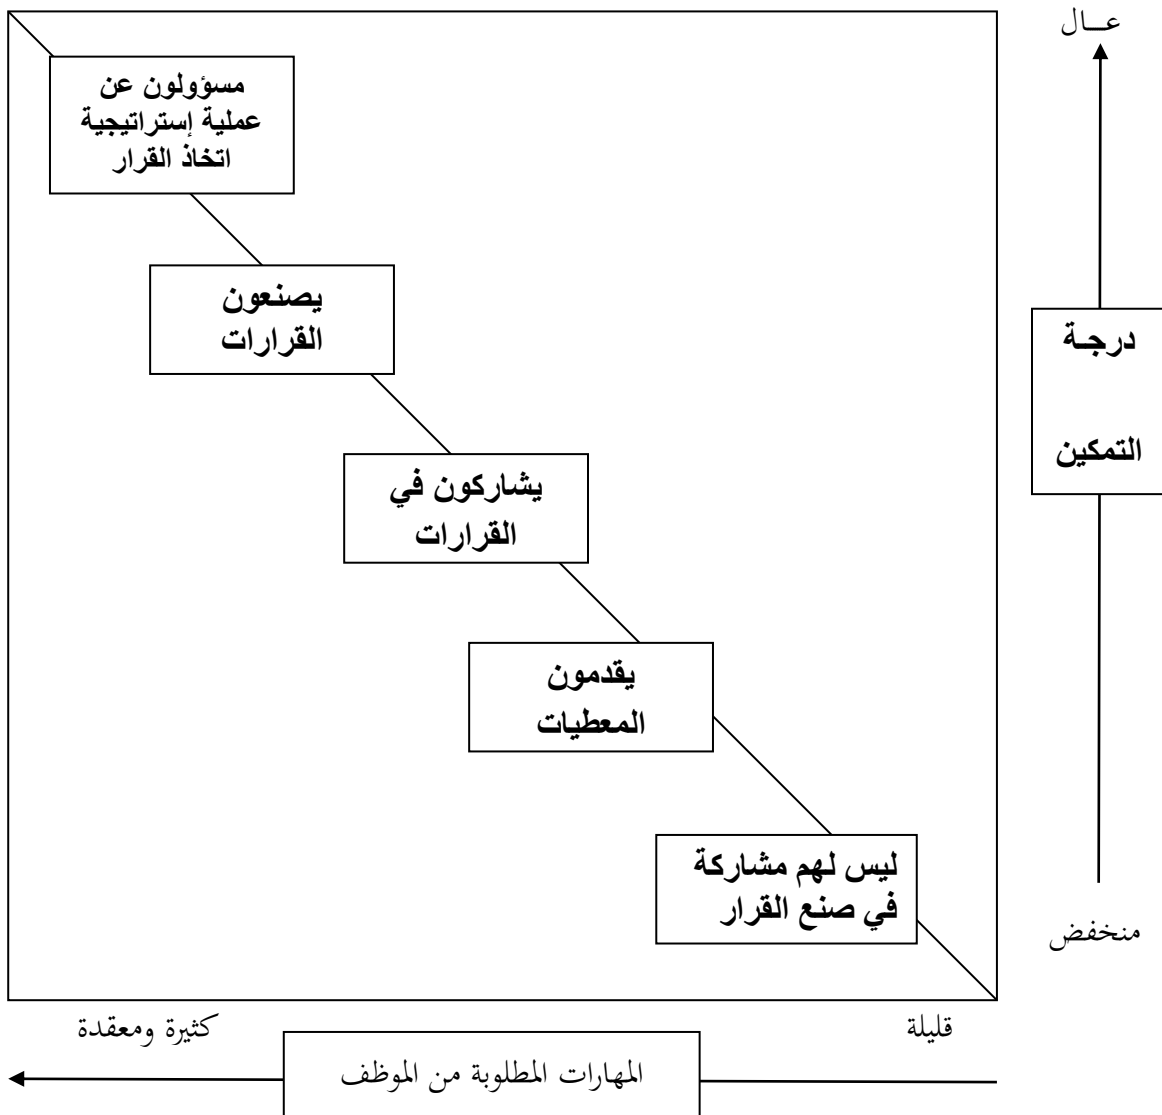 عـــال
مسؤولون عن
عملية إستراتيجية
اتخاذ القرار
يصنعون
القرارات
درجـة
التمكين
يشاركون في
القرارات
يقدمون
المعطيات
ليس لهم مشاركة
في صنع القرار
منخفض
قليلة
كثيرة ومعقدة
المهارات المطلوبة من الموظف